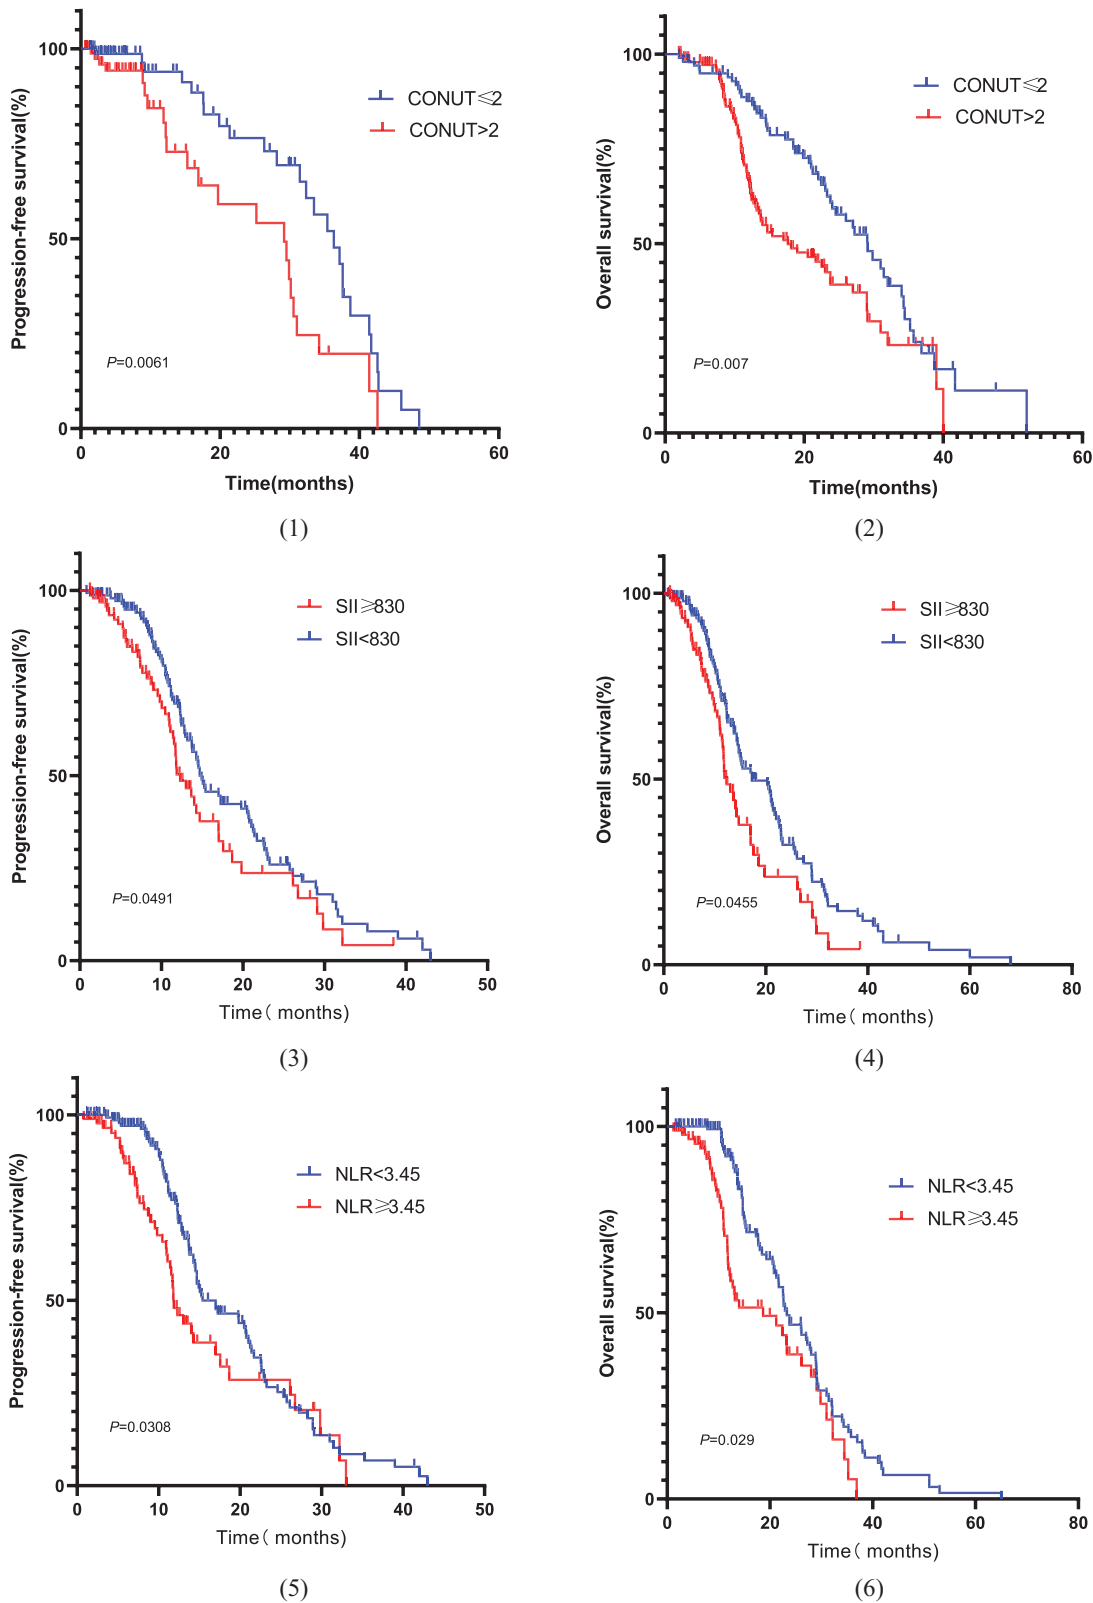 Progression-free survival(%)
100
50
0
CONUT⩽2
CONUT>2
P=0.0061
0 20 40 60
Time(months)
(1)
Overall survival(%)
100
50
0
CONUT⩽2
CONUT>2
P=0.007
0 20 40 60
Time(months)
(2)
Progression-free survival(%)
100
50
0
SII⩾830
SII<830
P=0.0491
0 10 20 30 40 50
Time( months)
(3)
Overall survival(%)
100
50
0
SII⩾830
SII<830
P=0.0455
0 20 40 60 80
Time( months)
(4)
Progression-free survival(%)
100
50
0
NLR<3.45
NLR⩾3.45
P=0.0308
0 10 20 30 40 50
Time( months)
(5)
Overall survival(%)
100
50
0
NLR<3.45
NLR⩾3.45
P=0.029
0 20 40 60 80
Time( months)
(6)